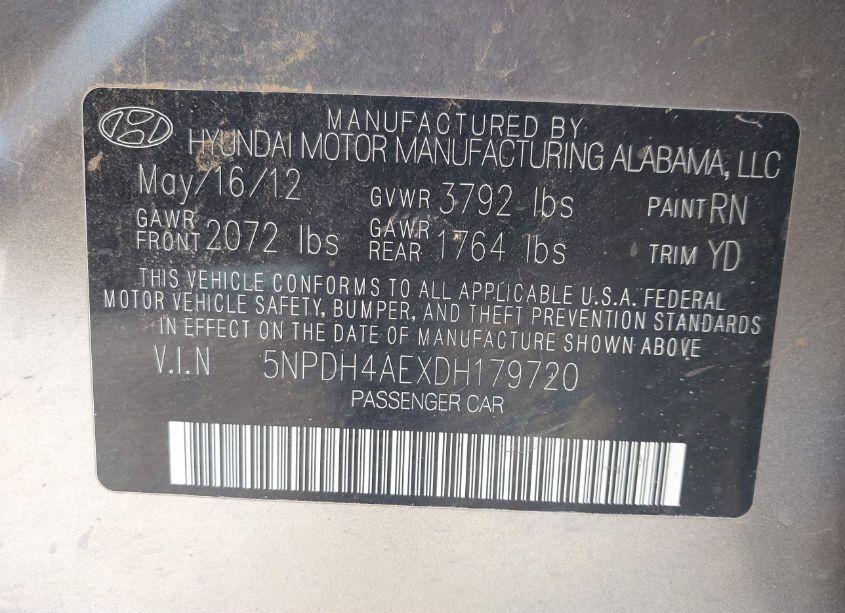 MANUFACTURED BY
HYUNDAI MOTOR MANUFACTURING ALABAMA, LLC
May/16/12 GVWR 3792 lbs PAINT RN
GAWR FRONT 2072 lbs GAWR REAR 1764 lbs TRIM YD
THIS VEHICLE CONFORMS TO ALL APPLICABLE U.S.A. FEDERAL
MOTOR VEHICLE SAFETY, BUMPER, AND THEFT PREVENTION STANDARDS
IN EFFECT ON THE DATE OF MANUFACTURE SHOWN ABOVE
V.I.N 5NPDH4AEXDH179720
PASSENGER CAR